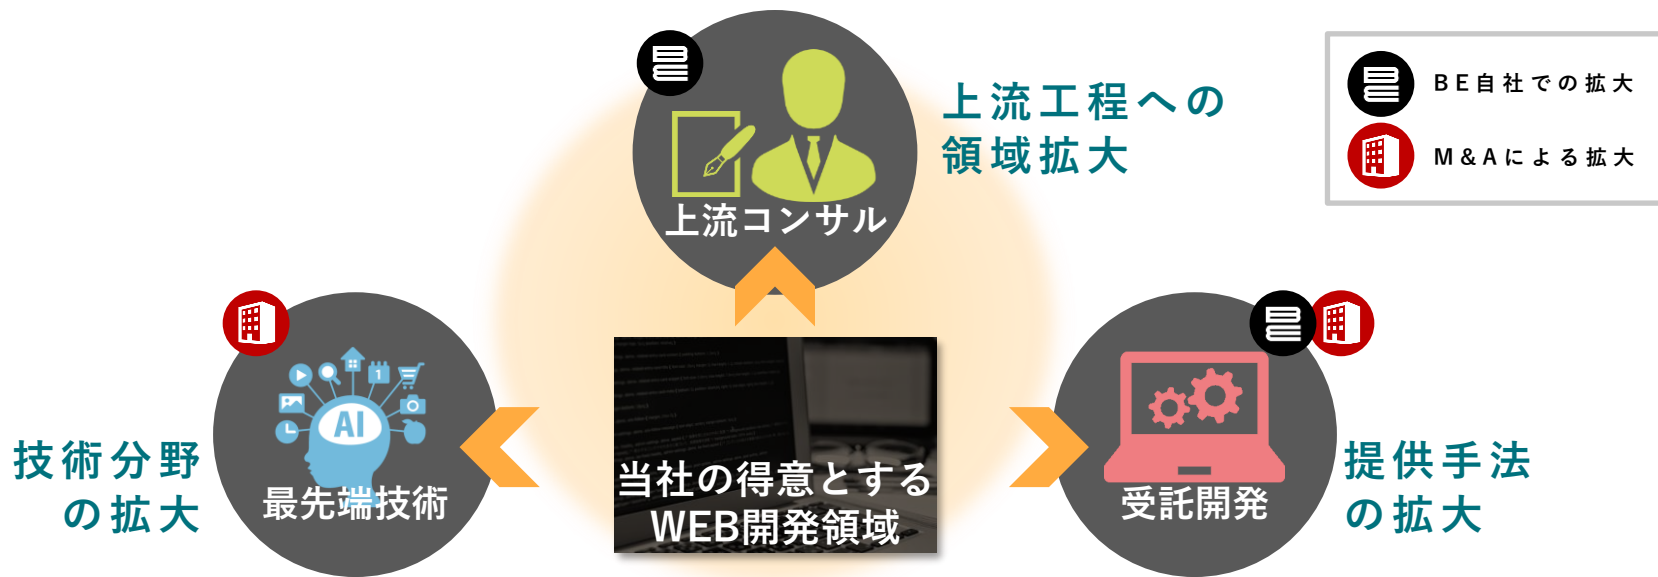 上流工程への
領域拡大
BE自社での拡大
M&Aによる拡大
上流コンサル
1
AI
技術分野
の拡大
最先端技術
当社の得意とする
WEB開発領域
受託開発
提供手法
の拡大